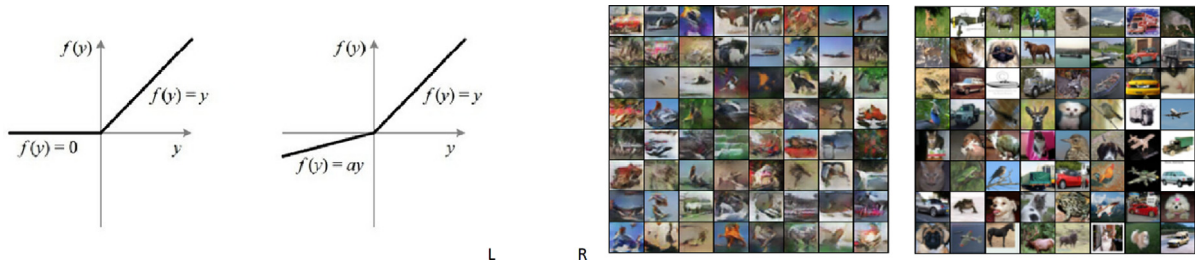 f(y)
f(y) = y
f(y) = 0
y
f(y)
f(y) = y
f(y) = ay
y
L
R